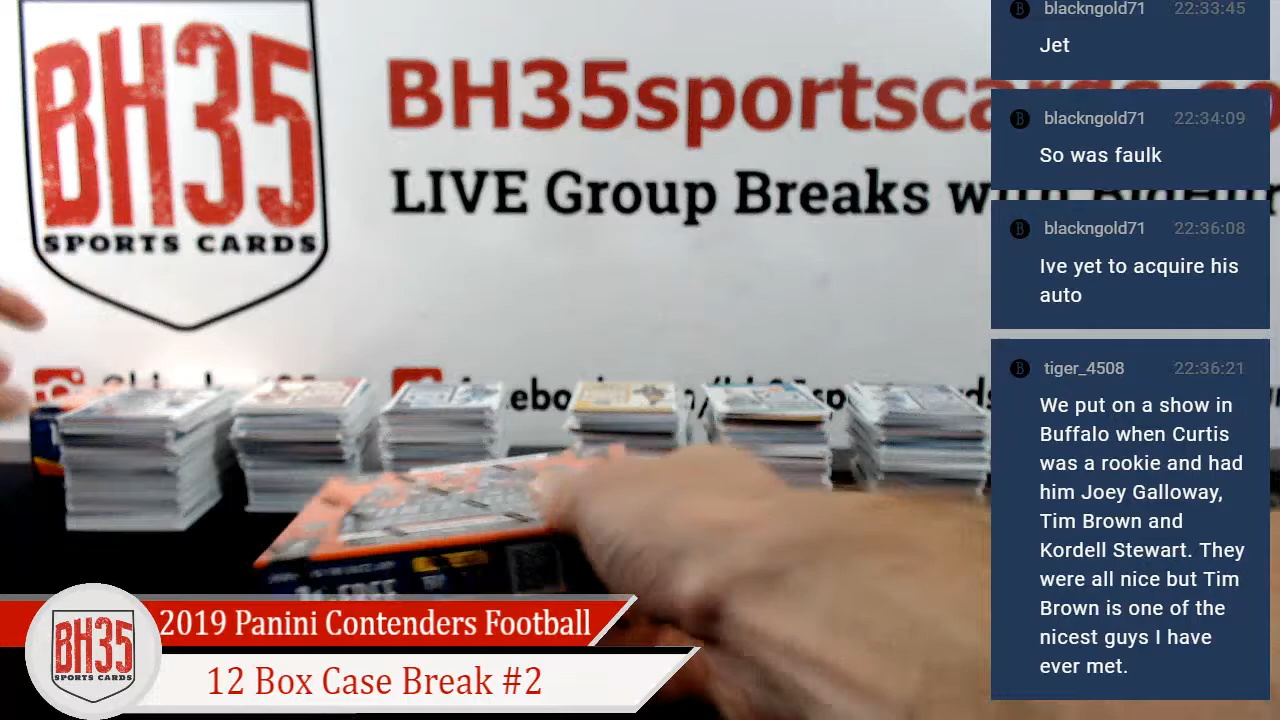 BH35
SPORTS CARDS
BH35sportsca
LIVE Group Breaks w
blackngold71 22:33:45
Jet
blackngold71 22:34:09
So was faulk
blackngold71 22:36:08
Ive yet to acquire his
auto
tiger_4508 22:36:21
We put on a show in
Buffalo when Curtis
was a rookie and had
him Joey Galloway,
Tim Brown and
Kordell Stewart. They
were all nice but Tim
Brown is one of the
nicest guys I have
ever met.
BH35
SPORTS CARDS
2019 Panini Contenders Football
12 Box Case Break #2